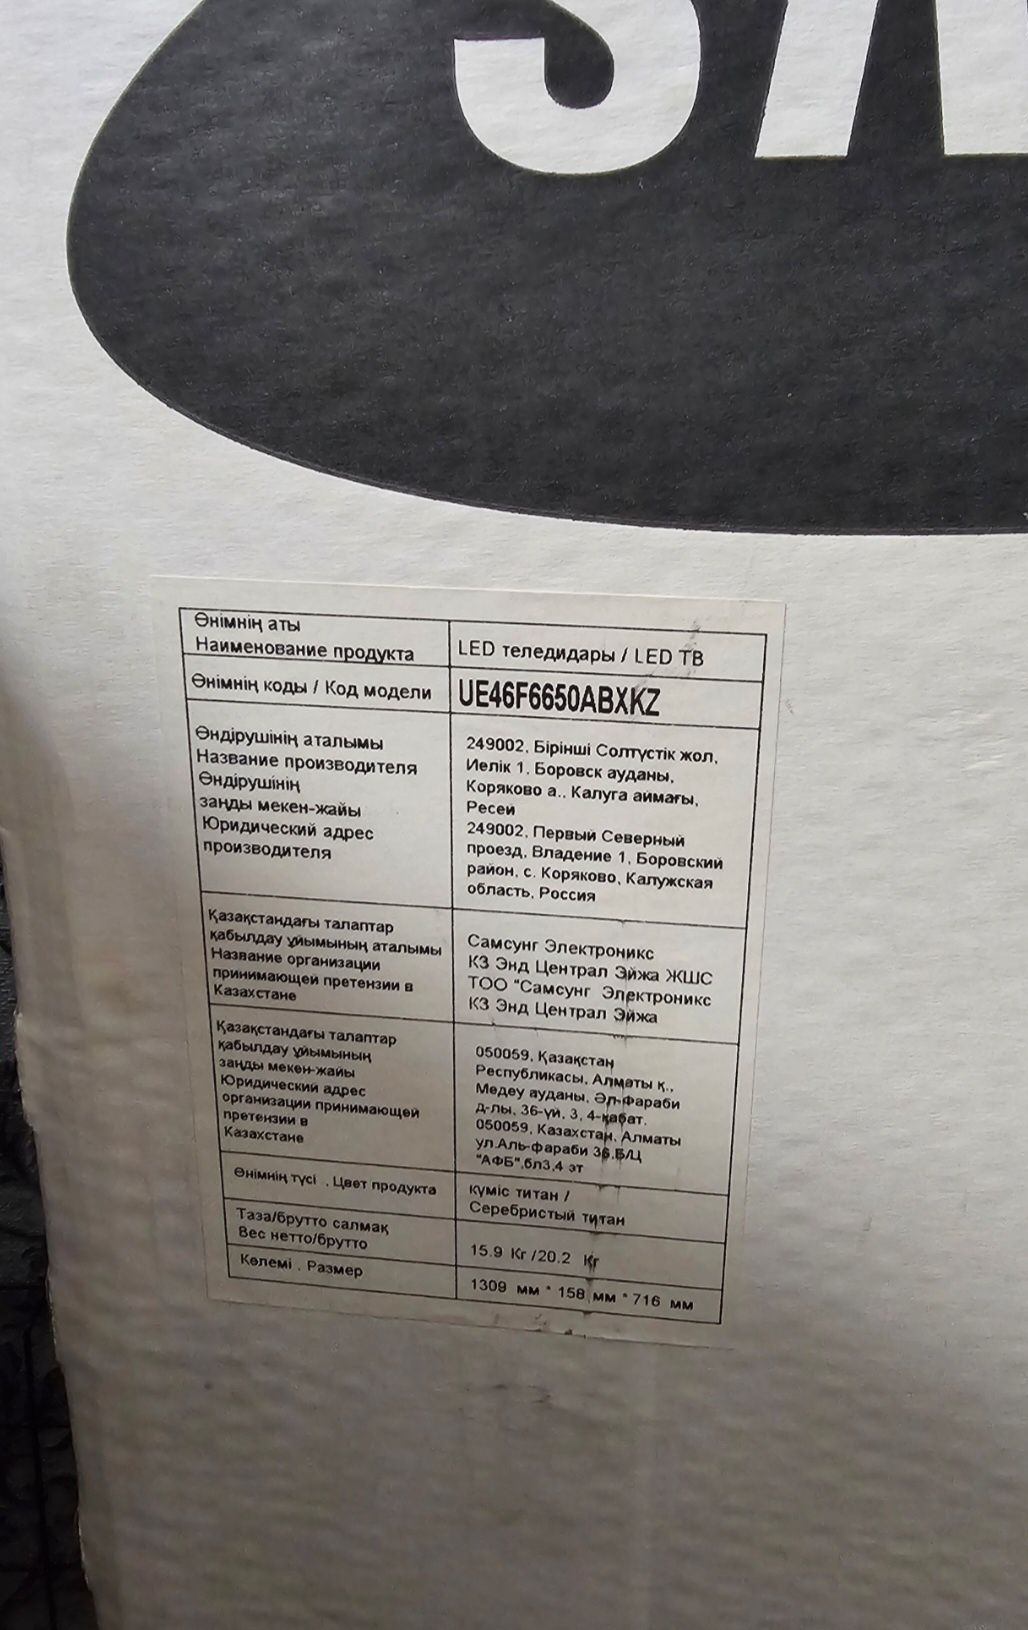 SA
Өнімнің аты
Наименование продукта
LED теледидары / LED ТВ
Өнімнің коды / Код модели
UE46F6650ABXKZ
Өндірушінің аталымы
Название производителя
Өндірушінің
заңды мекен-жайы
Юридический адрес
производителя
249002, Бірінші Солтүстік жол,
Иелік 1, Боровск ауданы,
Коряково а.. Калуга аймағы,
Ресей
249002, Первый Северный
проезд, Владение 1, Боровский
район, с. Коряково, Калужская
область, Россия
Қазақстандағы талаптар
қабылдау ұйымының аталымы
Название организации
принимающей претензии в
Казахстане
Самсунг Электроникс
КЗ Энд Централ Эйжа ЖШС
ТОО "Самсунг Электроникс
КЗ Энд Централ Эйжа
Қазақстандағы талаптар
қабылдау ұйымының
заңды мекен-жайы
Юридический адрес
организации принимающей
претензии в
Казахстане
050059, Қазақстан
Республикасы, Алматы қ.,
Медеу ауданы, Әл-Фараби
д-лы, 36-үй, 3, 4-қабат.
050059, Казахстан, Алматы
ул.Аль-фараби 36,Б/Ц
"АФБ",бл3,4 эт
Өнімнің түсі . Цвет продукта
күміс титан /
Серебристый титан
Таза/брутто салмақ
Вес нетто/брутто
15.9 Кг /20.2 Кг
Көлемі . Размер
1309 мм * 158 мм * 716 мм